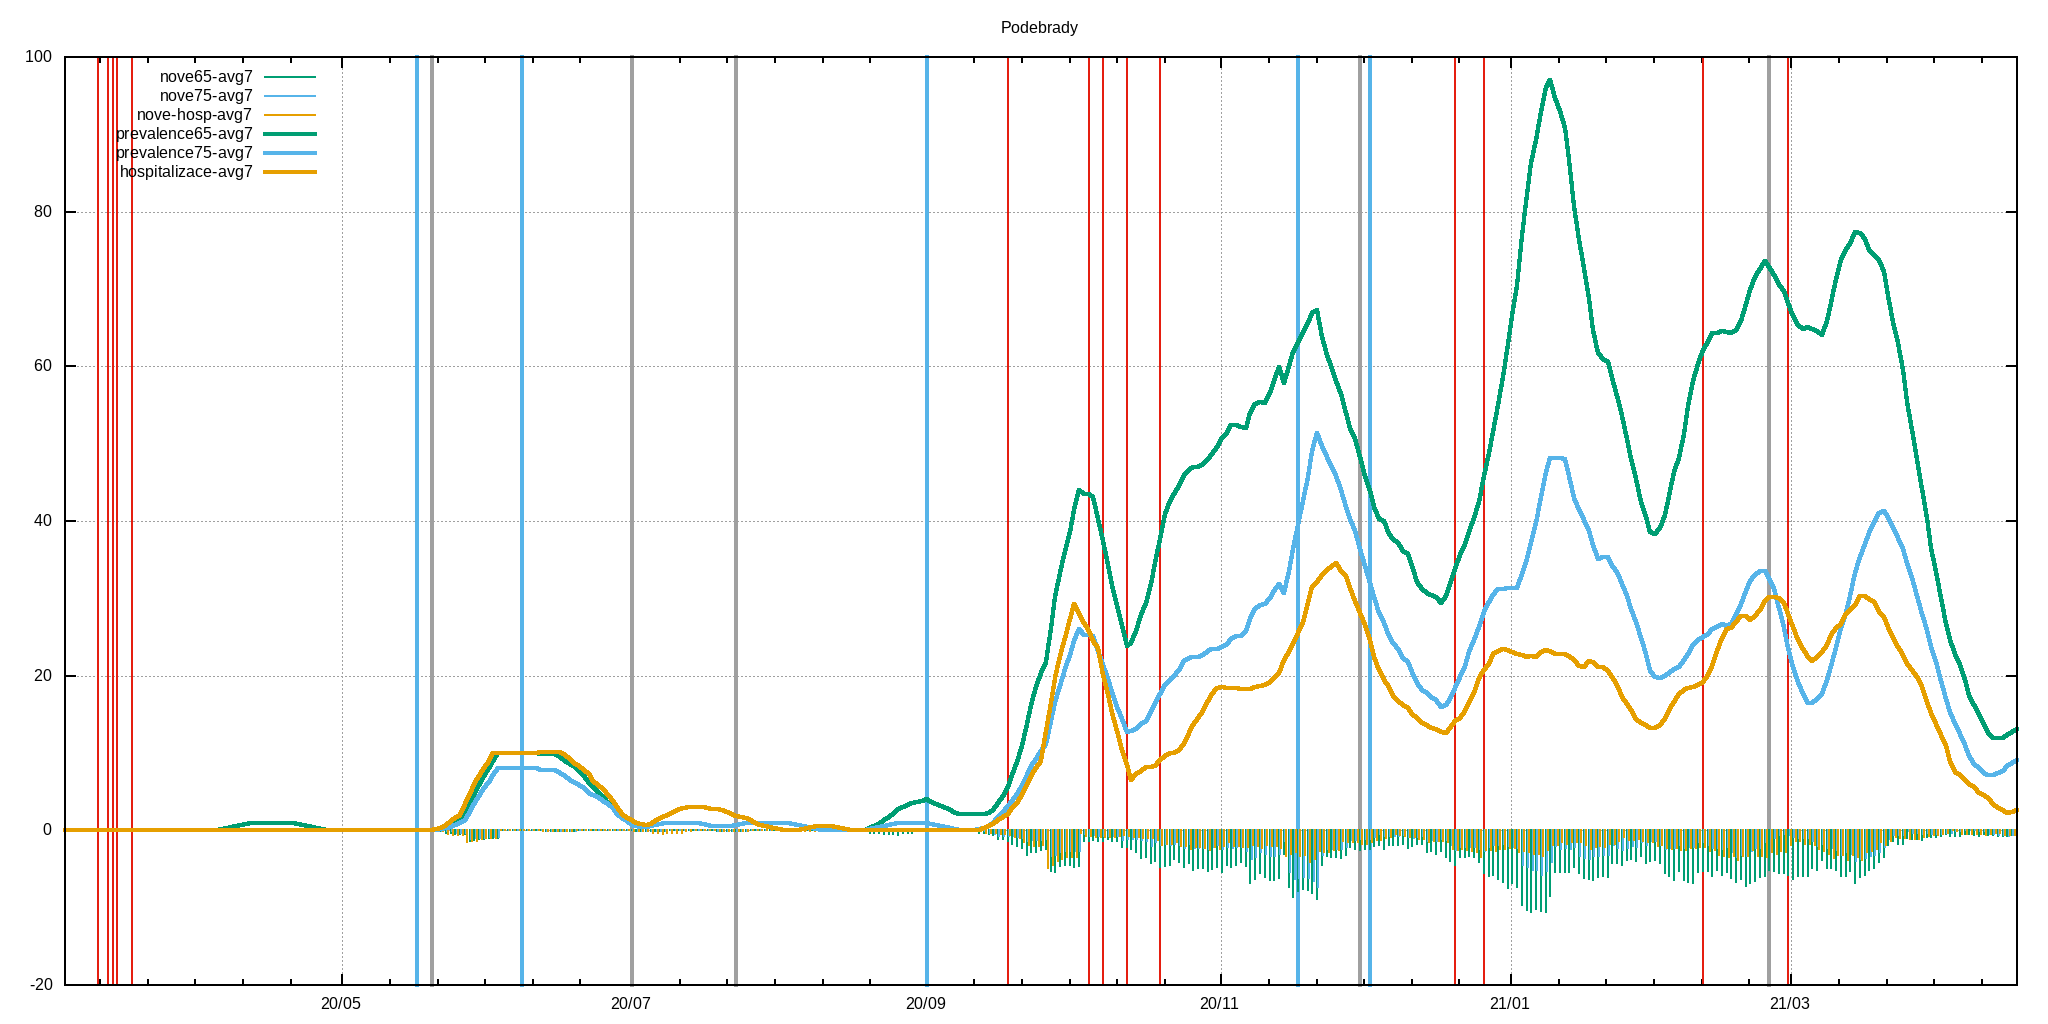 Podebrady
100
nove65-avg7
nove75-avg7
nove-hosp-avg7
prevalence65-avg7
prevalence75-avg7
hospitalizace-avg7
80
60
40
20
0
-20
20/05 20/07 20/09 20/11 21/01 21/03